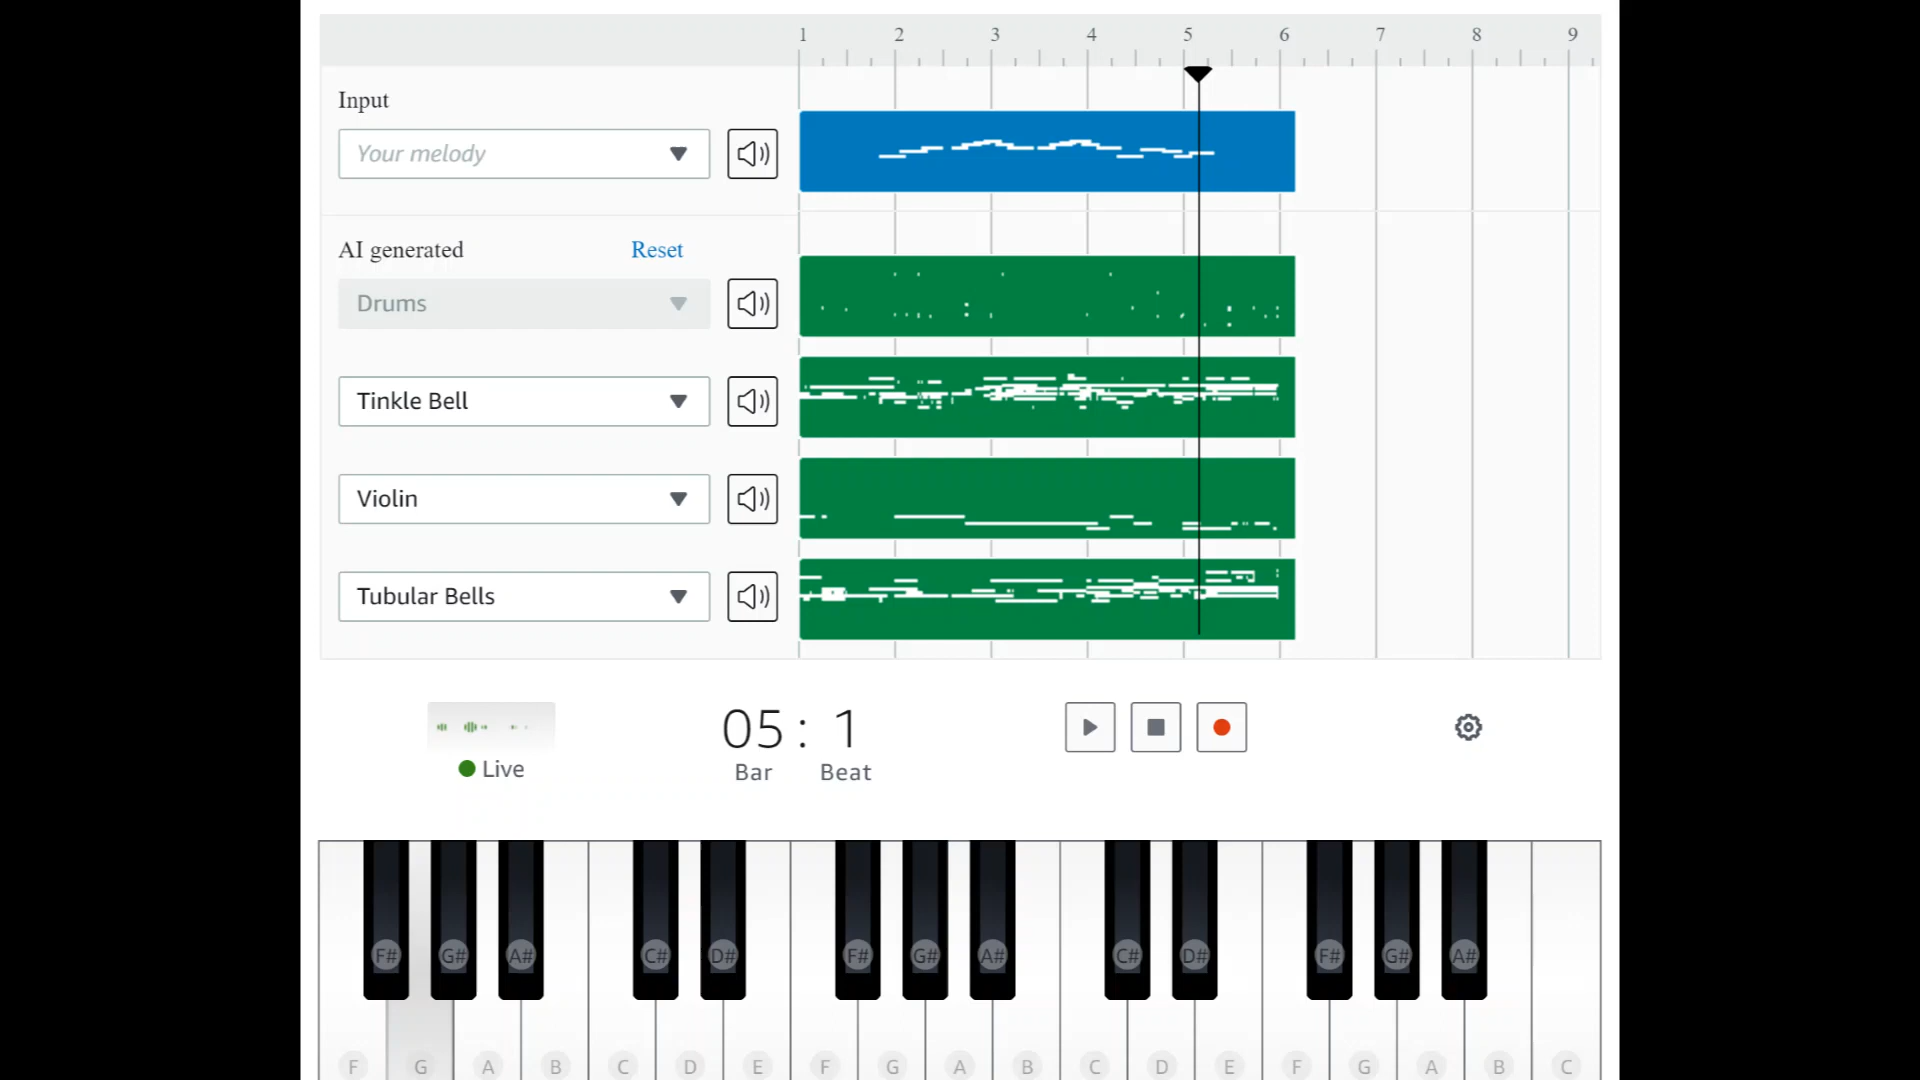 1 2 3 4 5 6 7 8 9
Input
Your melody
AI generated Reset
Drums
Tinkle Bell
Violin
Tubular Bells
05 : 1
Bar Beat
Live
F# G# A# C# D# F# G# A# C# D# F# G# A#
F G A B C D E F G A B C D E F G A B C